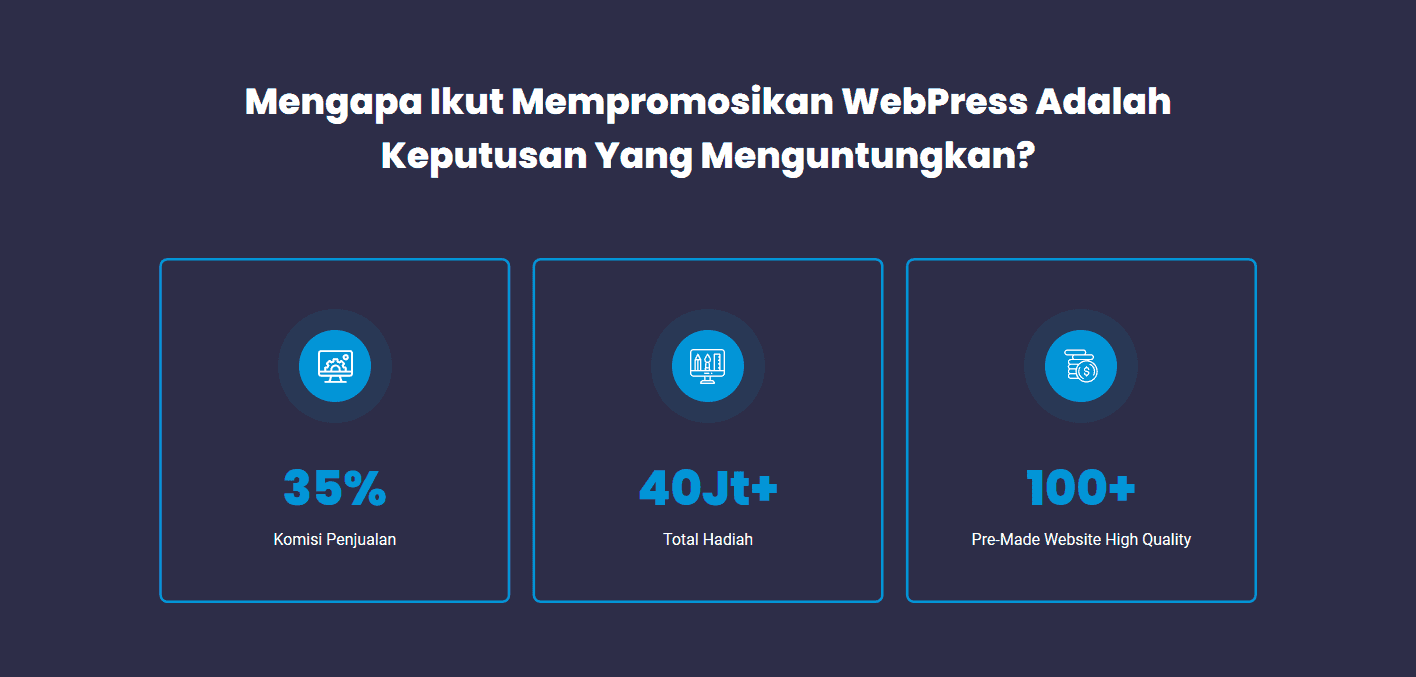 Mengapa Ikut Mempromosikan WebPress Adalah
Keputusan Yang Menguntungkan?
35%
Komisi Penjualan
40Jt+
Total Hadiah
100+
Pre-Made Website High Quality